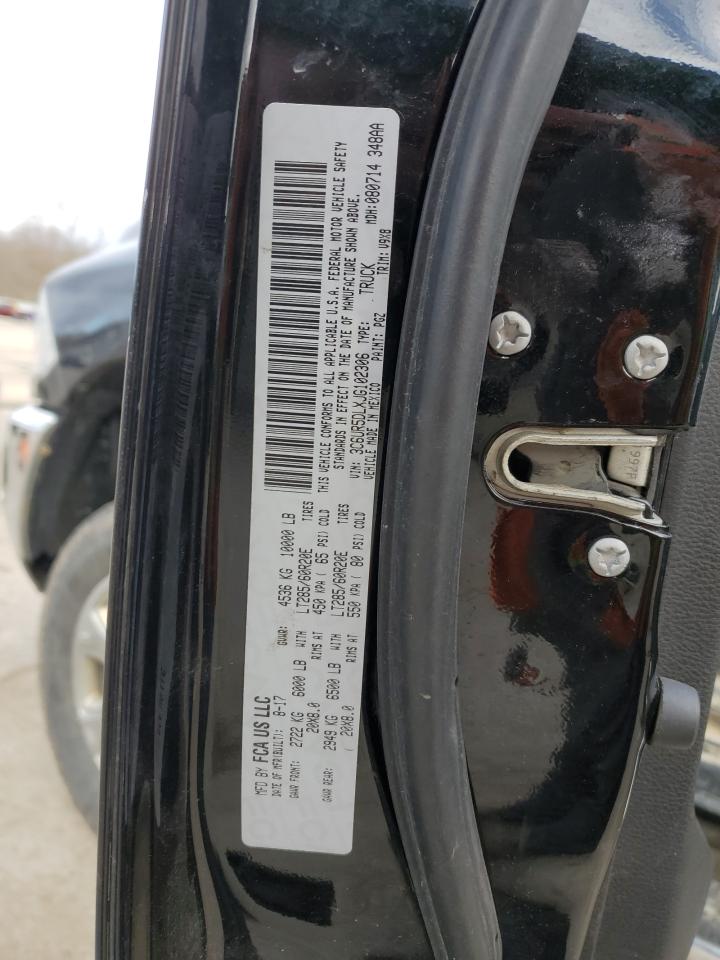 MFD BY FCA US LLC
DATE OF MFR(BUILT): 8-17
GVWR: 4536 KG 10000 LB
GAWR FRONT: 2722 KG 6000 LB WITH LT285/60R20E TIRES
20X8.0 RIMS AT 450 KPA ( 65 PSI) COLD
GAWR REAR: 2949 KG 6500 LB WITH LT285/60R20E TIRES
( 20X8.0 RIMS AT 550 KPA ( 80 PSI) COLD
THIS VEHICLE CONFORMS TO ALL APPLICABLE U.S.A. FEDERAL MOTOR VEHICLE SAFETY
STANDARDS IN EFFECT ON THE DATE OF MANUFACTURE SHOWN ABOVE.
VIN: 3C6UR5DLXJG102306 TYPE: TRUCK MDH:080714 348AA
VEHICLE MADE IN MEXICO PAINT: PGZ TRIM: V9X8